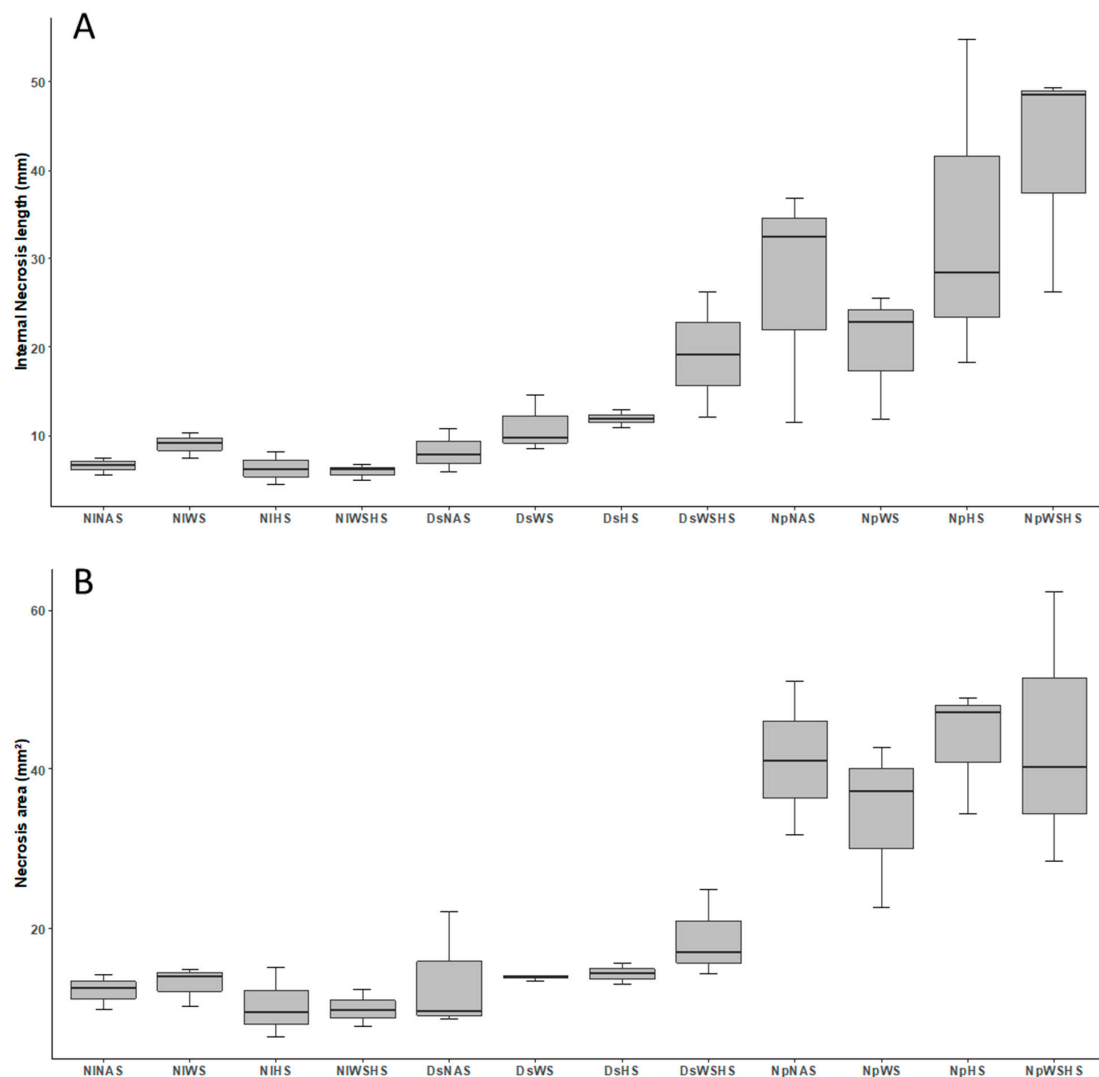 A
Internal Necrosis length (mm)
50
40
30
20
10
NINAS NIWS NIHS NIWSHS DsNAS DsWS DsHS DsWSHS NpNAS NpWS NpHS NpWSHS
B
Necrosis area (mm²)
60
40
20
NINAS NIWS NIHS NIWSHS DsNAS DsWS DsHS DsWSHS NpNAS NpWS NpHS NpWSHS